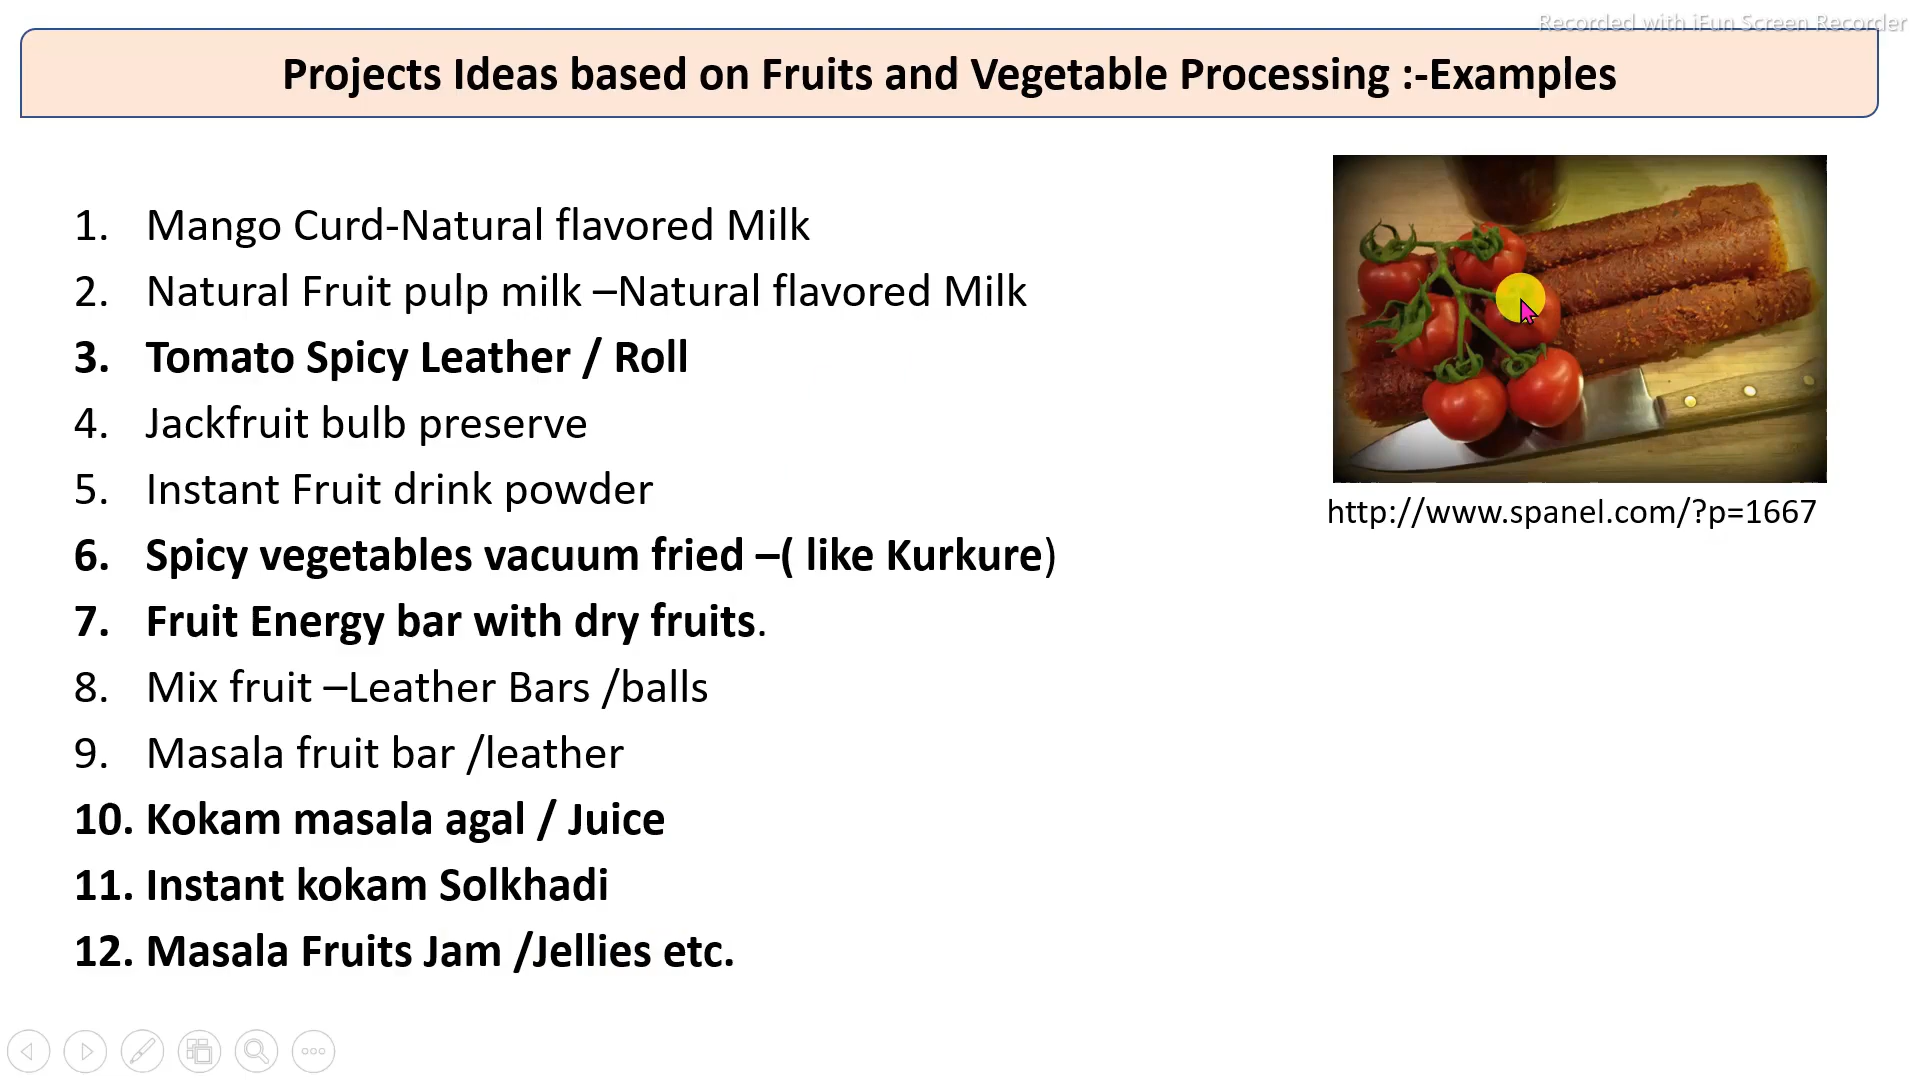 Recorded with iFun Screen Recorder
Projects Ideas based on Fruits and Vegetable Processing :-Examples
1. Mango Curd-Natural flavored Milk
2. Natural Fruit pulp milk –Natural flavored Milk
3. Tomato Spicy Leather / Roll
4. Jackfruit bulb preserve
5. Instant Fruit drink powder
6. Spicy vegetables vacuum fried –( like Kurkure)
7. Fruit Energy bar with dry fruits.
8. Mix fruit –Leather Bars /balls
9. Masala fruit bar /leather
10. Kokam masala agal / Juice
11. Instant kokam Solkhadi
12. Masala Fruits Jam /Jellies etc.
http://www.spanel.com/?p=1667